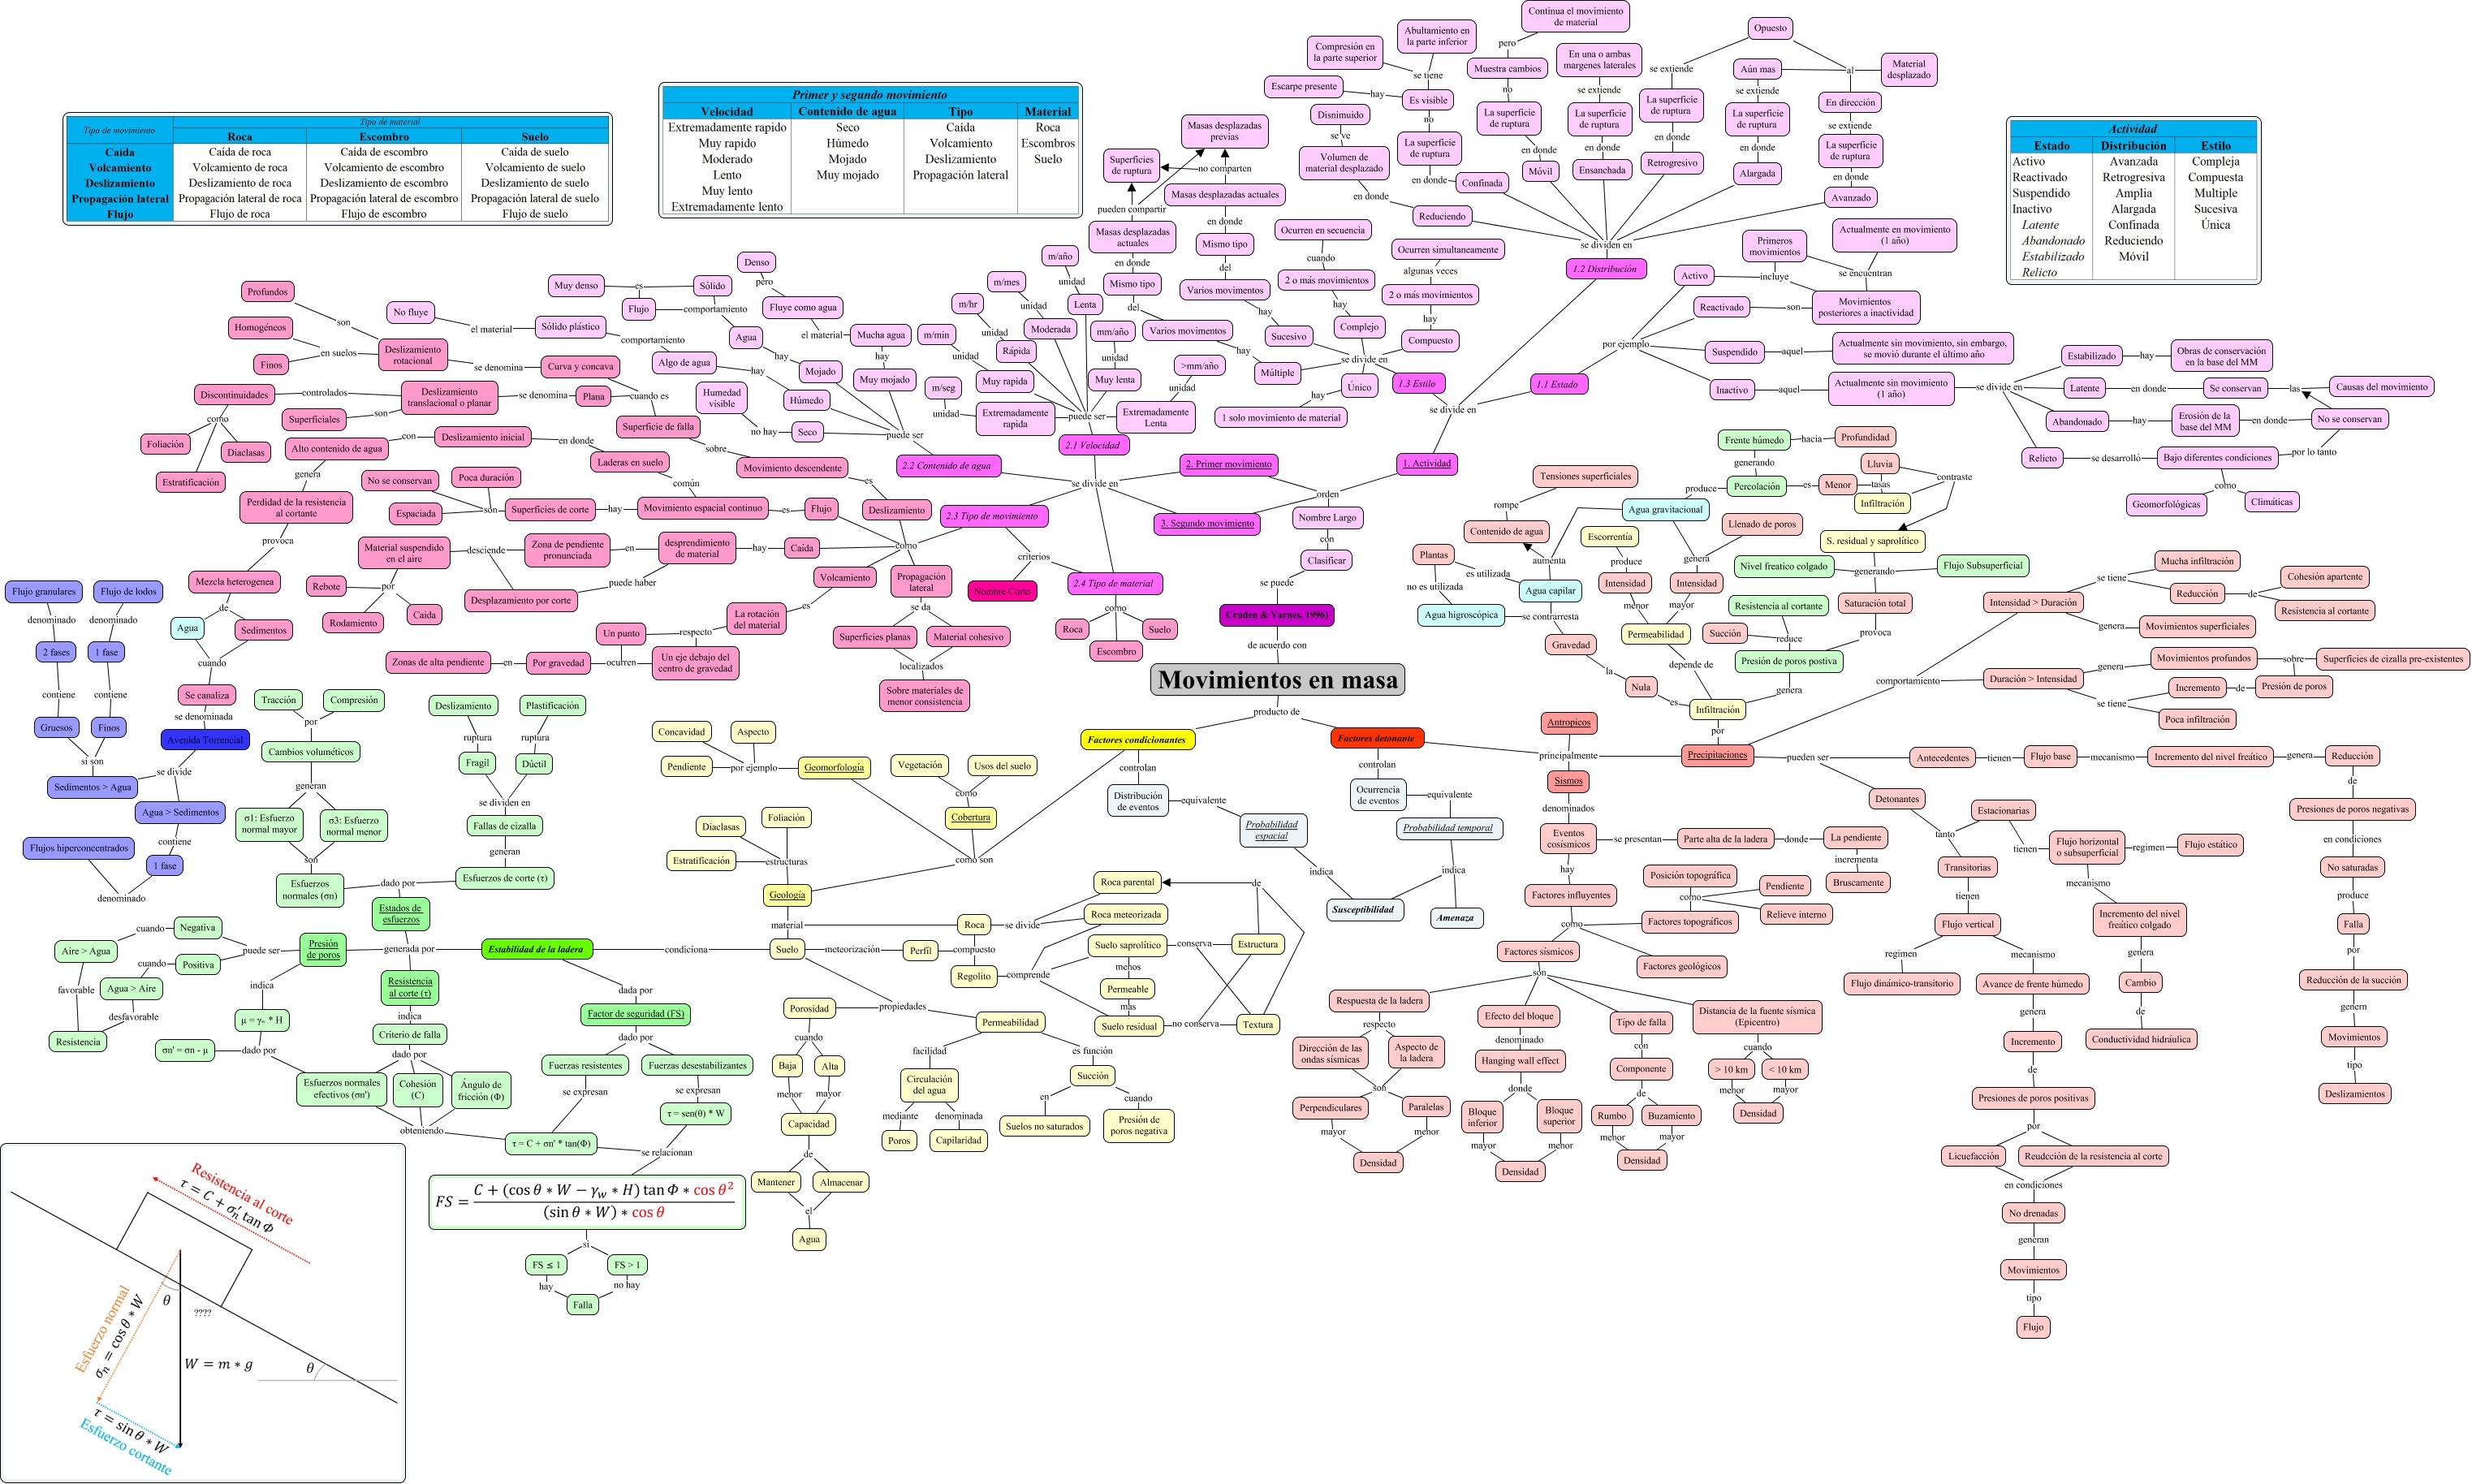 Movimientos en masa
de acuerdo con
Cruden & Varnes, 1996)
se puede
Clasificar
con
Nombre Largo
orden
1. Actividad
2. Primer movimiento
3. Segundo movimiento
se divide en
1.1 Estado
1.2 Distribución
1.3 Estilo
se divide en
2.1 Velocidad
2.2 Contenido de agua
2.3 Tipo de movimiento
2.4 Tipo de material
criterios
Nombre Corto
como
Roca
Escombro
Suelo
Tipo de movimiento
Tipo de material
Roca Escombro Suelo
Caída Caída de roca Caída de escombro Caída de suelo
Volcamiento Volcamiento de roca Volcamiento de escombro Volcamiento de suelo
Deslizamiento Deslizamiento de roca Deslizamiento de escombro Deslizamiento de suelo
Propagación lateral Propagación lateral de roca Propagación lateral de escombro Propagación lateral de suelo
Flujo Flujo de roca Flujo de escombro Flujo de suelo
Primer y segundo movimiento
Velocidad Contenido de agua Tipo Material
Extremadamente rapido Seco Caída Roca
Muy rapido Húmedo Volcamiento Escombros
Moderado Mojado Deslizamiento Suelo
Lento Muy mojado Propagación lateral
Muy lento
Extremadamente lento
Actividad
Estado Distribución Estilo
Activo Avanzada Compleja
Reactivado Retrogresiva Compuesta
Suspendido Amplia Multiple
Inactivo Alargada Sucesiva
Latente Confinada Única
Abandonado Reduciendo
Estabilizado Móvil
Relicto
Continua el movimiento
de material
pero
Muestra cambios
no
La superficie
de ruptura
en donde
Móvil
Abultamiento en
la parte inferior
Compresión en
la parte superior
se tiene
Escarpe presente
hay
Es visible
no
La superficie
de ruptura
en donde
Confinada
Disnimuido
se ve
Volumen de
material desplazado
en donde
Reduciendo
En una o ambas
margenes laterales
se extiende
La superficie
de ruptura
en donde
Ensanchada
Opuesto
se extiende
La superficie
de ruptura
en donde
Retrogresivo
Aún mas
se extiende
La superficie
de ruptura
en donde
Alargada
al
Material
desplazado
En dirección
se extiende
La superficie
de ruptura
en donde
Avanzado
se dividen en
Masas desplazadas
previas
Superficies
de ruptura
no comparten
Masas desplazadas actuales
pueden compartir
Masas desplazadas
actuales
en donde
Mismo tipo
del
Varios movimentos
hay
Sucesivo
en donde
Mismo tipo
del
Varios movimentos
hay
Múltiple
Ocurren en secuencia
cuando
2 o más movimientos
hay
Complejo
Ocurren simultaneamente
algunas veces
2 o más movimientos
hay
Compuesto
se divide en
Único
hay
1 solo movimiento de material
por ejemplo
Activo
incluye
Primeros
movimientos
se encuentran
Actualmente en movimiento
(1 año)
Reactivado
son
Movimientos
posteriores a inactividad
Suspendido
aquel
Actualmente sin movimiento, sin embargo,
se movió durante el último año
Inactivo
aquel
Actualmente sin movimiento
(1 año)
se divide en
Estabilizado
hay
Obras de conservación
en la base del MM
Latente
en donde
Se conservan
las
Causas del movimiento
Abandonado
hay
Erosión de la
base del MM
en donde
No se conservan
por lo tanto
Relicto
se desarrolló
Bajo diferentes condiciones
como
Geomorfológicas
Climáticas
puede ser
m/seg
unidad
Extremadamente
rapida
m/min
unidad
Muy rapida
m/hr
unidad
Rápida
m/mes
unidad
Moderada
m/año
unidad
Lenta
mm/año
unidad
Muy lenta
>mm/año
unidad
Extremadamente
Lenta
puede ser
Humedad
visible
no hay
Seco
Algo de agua
hay
Húmedo
comportamiento
Sólido plástico
el material
No fluye
Muy denso
es
Sólido
Flujo
comportamiento
Agua
hay
Mojado
Denso
pero
Fluye como agua
el material
Mucha agua
hay
Muy mojado
Profundos
Homogéneos
Finos
son
en suelos
Deslizamiento
rotacional
se denomina
Curva y concava
Discontinuidades
controlados
Deslizamiento
translacional o planar
se denomina
Plana
cuando es
Superficiales
son
Superficie de falla
sobre
Movimiento descendente
es
Deslizamiento
como
Foliación
Estratificación
Diaclasas
Alto contenido de agua
con
Deslizamiento inicial
en donde
Laderas en suelo
común
Movimiento espacial continuo
es
Flujo
No se conservan
Poca duración
Espaciada
son
Superficies de corte
hay
genera
Perdidad de la resistencia
al cortante
provoca
Mezcla heterogenea
de
Agua
Sedimentos
cuando
Se canaliza
se denominada
Avenida Torrencial
se divide
Material suspendido
en el aire
desciende
Zona de pendiente
pronunciada
en
desprendimiento
de material
hay
Caída
como
puede haber
Desplazamiento por corte
Rebote
por
Rodamiento
Caida
Volcamiento
es
La rotación
del material
respecto
Un punto
Un eje debajo del
centro de gravedad
ocurren
Por gravedad
en
Zonas de alta pendiente
Propagación
lateral
se da
Superficies planas
Material cohesivo
localizados
Sobre materiales de
menor consistencia
Flujo granulares
denominado
2 fases
contiene
Gruesos
Flujo de lodos
denominado
1 fase
contiene
Finos
si son
Sedimentos > Agua
Agua > Sedimentos
contiene
1 fase
denominado
Flujos hiperconcentrados
Tracción
Compresión
por
Cambios voluméticos
generan
σ1: Esfuerzo
normal mayor
σ3: Esfuerzo
normal menor
son
Esfuerzos
normales (σn)
Deslizamiento
ruptura
Fragil
Plastificación
ruptura
Dúctil
se dividen en
Fallas de cizalla
generan
Esfuerzos de corte (τ)
dado por
Estados de
esfuerzos
generada por
Estabilidad de la ladera
condiciona
Presión
de poros
puede ser
Negativa
cuando
Aire > Agua
favorable
Positiva
cuando
Agua > Aire
desfavorable
Resistencia
indica
μ = γw * H
σn' = σn - μ
dado por
Esfuerzos normales
efectivos (σn')
Resistencia
al corte (τ)
indica
Criterio de falla
dado por
Cohesión
(C)
Ángulo de
fricción (Φ)
obteniendo
dada por
Factor de seguridad (FS)
dado por
Fuerzas resistentes
se expresan
τ = C + σn' * tan(Φ)
Fuerzas desestabilizantes
se expresan
τ = sen(θ) * W
se relacionan
FS = C + (cos θ ∗ W − γw ∗ H) tan Φ ∗ cos θ²
(sin θ ∗ W) ∗ cos θ
si
FS ≤ 1
hay
FS > 1
no hay
Falla
Resistencia al corte
τ = C + σ'n tan Φ
Esfuerzo normal
σn = cos θ ∗ W
θ
????
W = m ∗ g
θ
τ = sin θ ∗ W
Esfuerzo cortante
producto de
Factores condicionantes
controlan
Distribución
de eventos
equivalente
Probabilidad
espacial
indica
Susceptibilidad
Factores detonante
controlan
Ocurrencia
de eventos
equivalente
Probabilidad temporal
indica
Amenaza
como son
Concavidad
Aspecto
Pendiente
por ejemplo
Geomorfología
Vegetación
Usos del suelo
como
Cobertura
Foliación
Diaclasas
Estratificación
estructuras
Geología
material
Roca
se divide
Roca parental
Roca meteorizada
de
Suelo
meteorización
Perfil
compuesto
Regolito
comprende
Suelo saprolítico
conserva
Estructura
menos
Permeable
mas
Suelo residual
no conserva
Textura
propiedades
Porosidad
cuando
Baja
Alta
menor
mayor
Capacidad
de
Mantener
Almacenar
el
Agua
Permeabilidad
facilidad
Circulación
del agua
mediante
Poros
denominada
Capilaridad
es función
Succión
en
Suelos no saturados
cuando
Presión de
poros negativa
principalmente
Antropicos
Sismos
Precipitaciones
denominados
Eventos
cosísmicos
se presentan
Parte alta de la ladera
donde
La pendiente
incrementa
Bruscamente
hay
Factores influyentes
como
Factores topográficos
como
Posición topográfica
Pendiente
Relieve interno
Factores geológicos
Factores sísmicos
son
Respuesta de la ladera
respecto
Dirección de las
ondas sísmicas
Aspecto de
la ladera
son
Perpendiculares
Paralelas
mayor
menor
Densidad
Efecto del bloque
denominado
Hanging wall effect
donde
Bloque
inferior
Bloque
superior
mayor
menor
Densidad
Tipo de falla
con
Componente
de
Rumbo
Buzamiento
menor
mayor
Densidad
Distancia de la fuente sísmica
(Epicentro)
cuando
> 10 km
< 10 km
menor
mayor
Densidad
por
Infiltración
es
Nula
la
Gravedad
se contrarresta
Agua capilar
es utilizada
Plantas
no es utilizada
Agua higroscópica
aumenta
Contenido de agua
rompe
Tensiones superficiales
Agua gravitacional
produce
Percolación
generando
Frente húmedo
hacia
Profundidad
es
Menor
tasas
Lluvia
Infiltración
contraste
S. residual y saprolítico
generando
Nivel freatico colgado
Flujo Subsuperficial
Saturación total
provoca
Presión de poros postiva
reduce
Resistencia al cortante
Succión
genera
Llenado de poros
genera
Intensidad
mayor
Escorrentía
produce
Intensidad
menor
Permeabilidad
depende de
comportamiento
Intensidad > Duración
se tiene
Mucha infiltración
Reducción
de
Cohesión apartente
Resistencia al cortante
genera
Movimientos superficiales
Duración > Intensidad
genera
Movimientos profundos
sobre
Superficies de cizalla pre-existentes
se tiene
Incremento
de
Presión de poros
Poca infiltración
pueden ser
Antecedentes
tienen
Flujo base
mecanismo
Incremento del nivel freático
genera
Reducción
de
Presiones de poros negativas
en condiciones
No saturadas
produce
Falla
por
Reducción de la succión
genern
Movimientos
tipo
Deslizamientos
Detonantes
tanto
Estacionarias
tienen
Flujo horizontal
o subsuperficial
regimen
Flujo estático
mecanismo
Incremento del nivel
freático colgado
genera
Cambio
de
Conductividad hidráulica
Transitorias
tienen
Flujo vertical
regimen
Flujo dinámico-transitorio
mecanismo
Avance de frente húmedo
genera
Incremento
de
Presiones de poros positivas
por
Licuefacción
Reudcción de la resistencia al corte
en condiciones
No drenadas
generan
Movimientos
tipo
Flujo